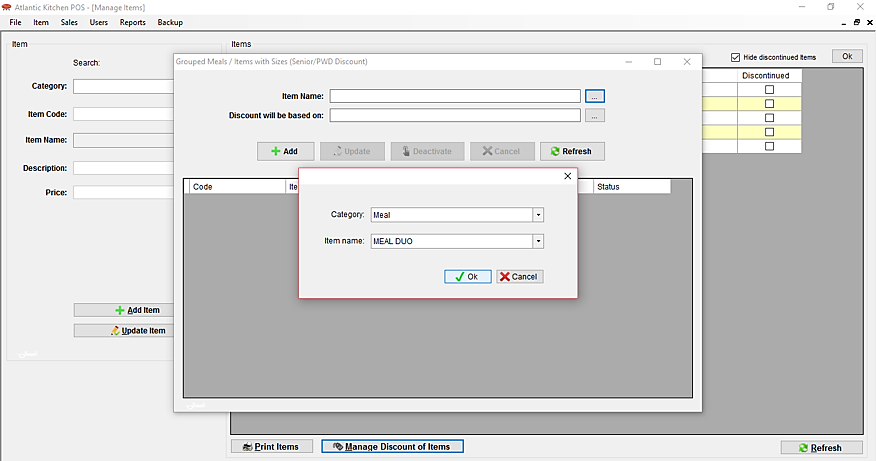 Atlantic Kitchen POS - [Manage Items]
File Item Sales Users Reports Backup
Item
Items
Search:
Hide discontinued Items
Ok
Category:
Item Code:
Item Name:
Description:
Price:
Add Item
Update Item
Discontinued
Grouped Meals / Items with Sizes (Senior/PWD Discount)
Item Name:
...
Discount will be based on:
...
Add Update Deactivate Cancel Refresh
Code Ite Status
Category: Meal
Item name: MEAL DUO
Ok Cancel
Print Items Manage Discount of Items Refresh